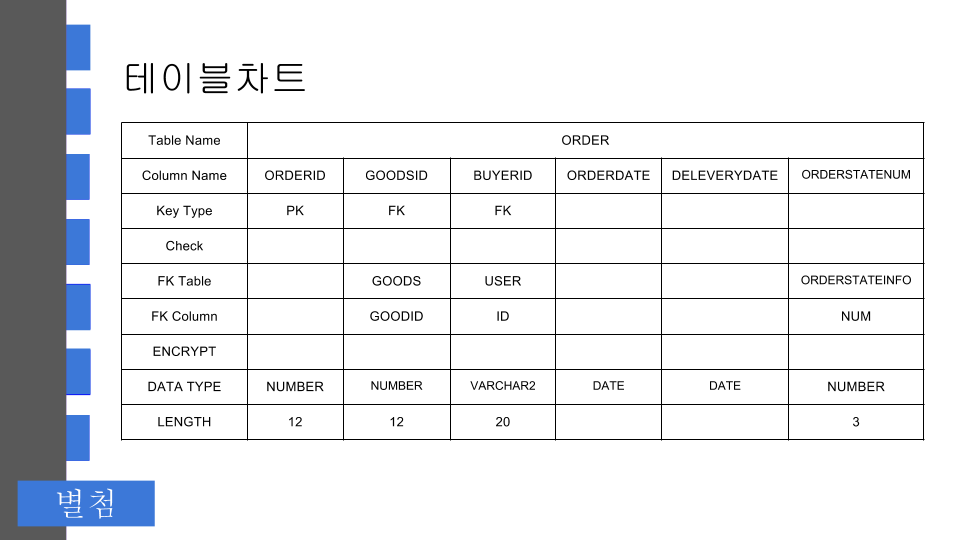 테이블차트
Table Name ORDER
Column Name ORDERID GOODSID BUYERID ORDERDATE DELEVERYDATE ORDERSTATENUM
Key Type PK FK FK
Check
FK Table GOODS USER ORDERSTATEINFO
FK Column GOODID ID NUM
ENCRYPT
DATA TYPE NUMBER NUMBER VARCHAR2 DATE DATE NUMBER
LENGTH 12 12 20 3
별첨